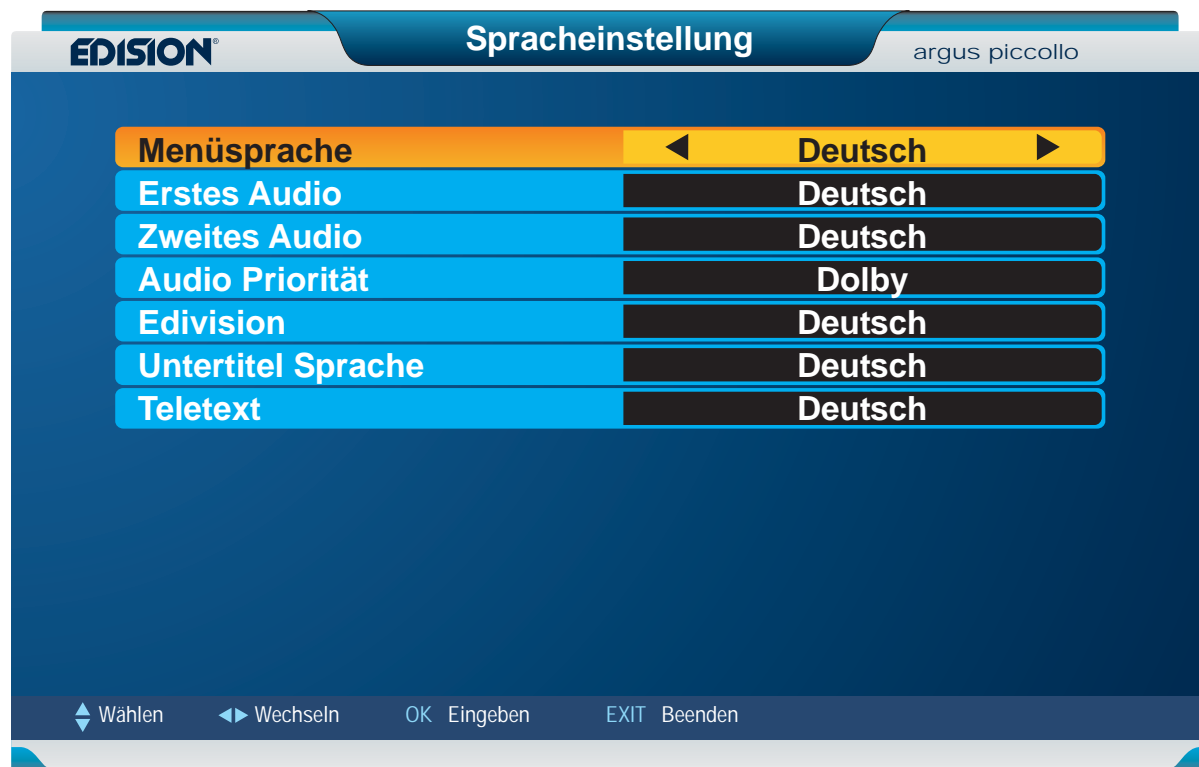 EDISION® Spracheinstellung argus piccollo
Menüsprache Deutsch
Erstes Audio Deutsch
Zweites Audio Deutsch
Audio Priorität Dolby
Edivision Deutsch
Untertitel Sprache Deutsch
Teletext Deutsch
Wählen Wechseln OK Eingeben EXIT Beenden